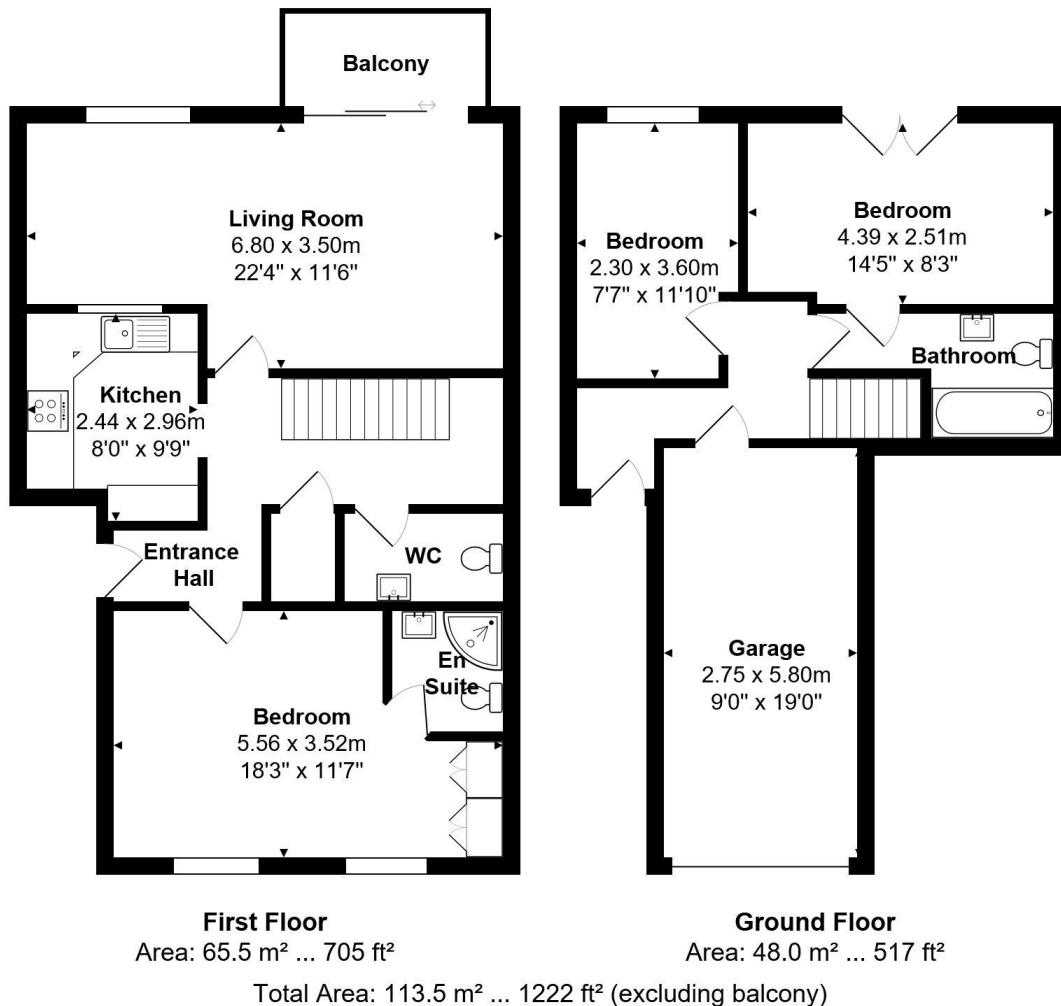 Balcony
Living Room
6.80 x 3.50m
22'4" x 11'6"
Kitchen
2.44 x 2.96m
8'0" x 9'9"
Entrance
Hall
WC
En
Suite
Bedroom
5.56 x 3.52m
18'3" x 11'7"
Bedroom
2.30 x 3.60m
7'7" x 11'10"
Bedroom
4.39 x 2.51m
14'5" x 8'3"
Bathroom
Garage
2.75 x 5.80m
9'0" x 19'0"
First Floor
Area: 65.5 m² ... 705 ft²
Ground Floor
Area: 48.0 m² ... 517 ft²
Total Area: 113.5 m² ... 1222 ft² (excluding balcony)